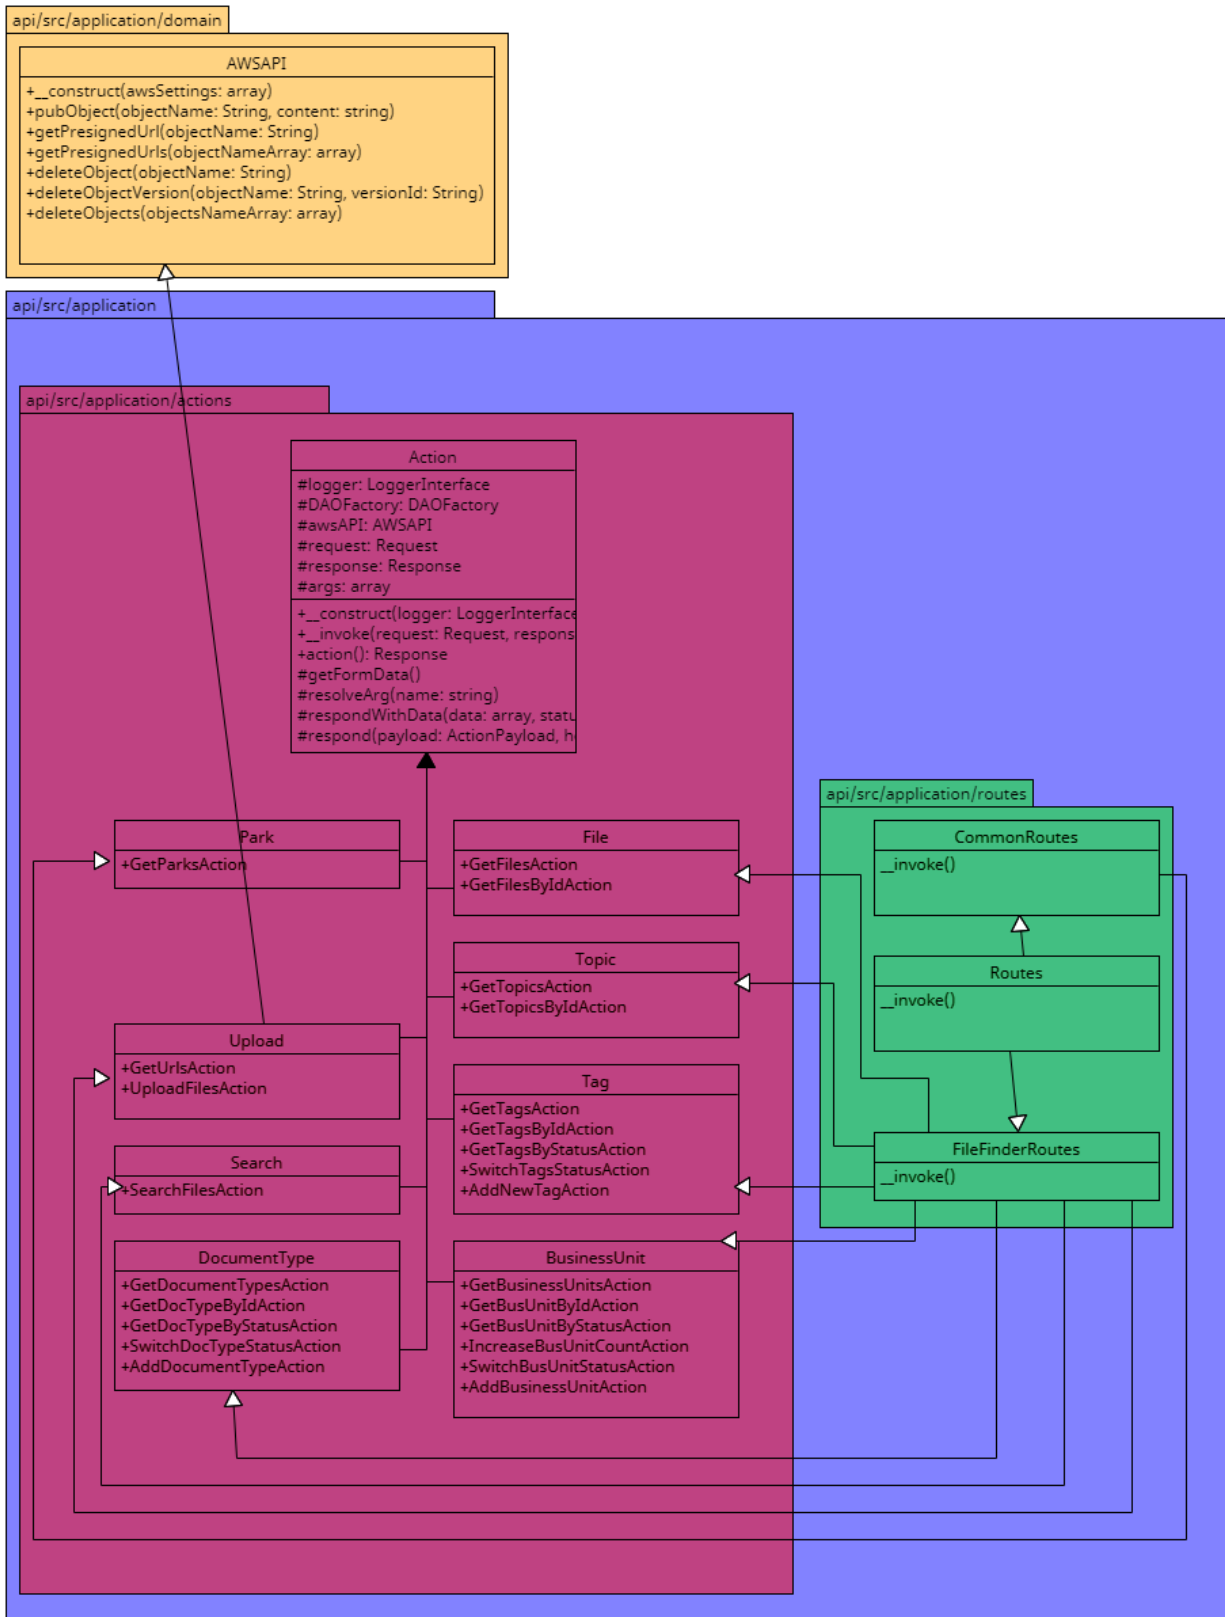 api/src/application/domain
AWSAPI
+__construct(awsSettings: array)
+pubObject(objectName: String, content: string)
+getPresignedUrl(objectName: String)
+getPresignedUrls(objectNameArray: array)
+deleteObject(objectName: String)
+deleteObjectVersion(objectName: String, versionId: String)
+deleteObjects(objectsNameArray: array)
api/src/application
api/src/application/actions
Action
#logger: LoggerInterface
#DAOFactory: DAOFactory
#awsAPI: AWSAPI
#request: Request
#response: Response
#args: array
+__construct(logger: LoggerInterface
+__invoke(request: Request, respons
+action(): Response
#getFormData()
#resolveArg(name: string)
#respondWithData(data: array, statu
#respond(payload: ActionPayload, he
Park
+GetParksAction
File
+GetFilesAction
+GetFilesByIdAction
Topic
+GetTopicsAction
+GetTopicsByIdAction
Upload
+GetUrlsAction
+UploadFilesAction
Tag
+GetTagsAction
+GetTagsByIdAction
+GetTagsByStatusAction
+SwitchTagsStatusAction
+AddNewTagAction
Search
+SearchFilesAction
DocumentType
+GetDocumentTypesAction
+GetDocTypeByIdAction
+GetDocTypeByStatusAction
+SwitchDocTypeStatusAction
+AddDocumentTypeAction
BusinessUnit
+GetBusinessUnitsAction
+GetBusUnitByIdAction
+GetBusUnitByStatusAction
+IncreaseBusUnitCountAction
+SwitchBusUnitStatusAction
+AddBusinessUnitAction
api/src/application/routes
CommonRoutes
__invoke()
Routes
__invoke()
FileFinderRoutes
__invoke()